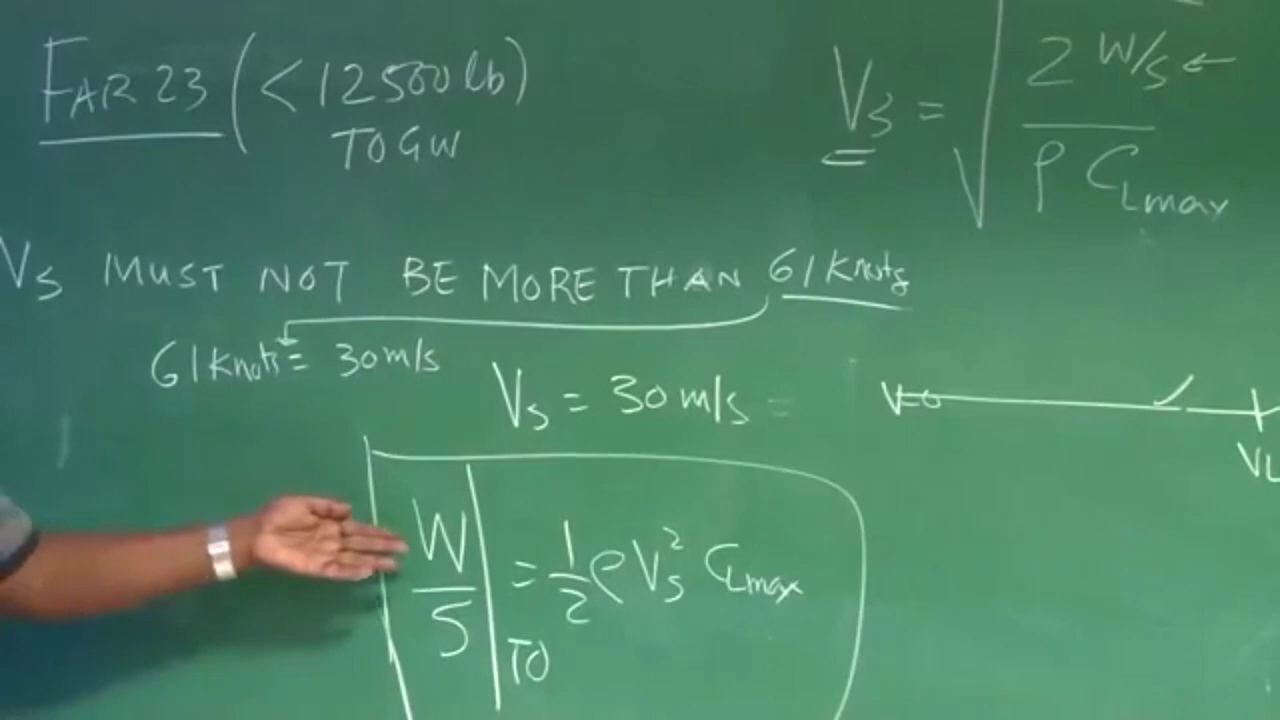 FAR 23 (< 12500 lb)
TOGW
Vs = √ 2 W/S ←
ρ CLmax
Vs MUST NOT BE MORE THAN 61 Knots
61 Knots = 30 m/s
Vs = 30 m/s =
V=0
VL
W/S | TO = 1/2 ρ Vs² CLmax